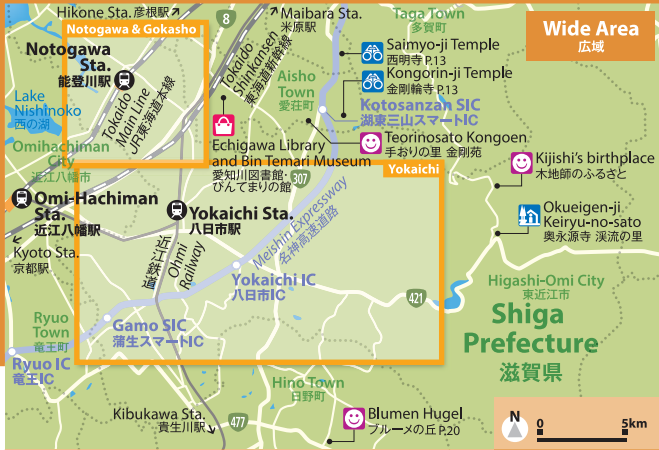 Hikone Sta. 彦根駅
8
Maibara Sta.
米原駅
Taga Town
多賀町
Wide Area
広域
Notogawa & Gokasho
Notogawa
Sta.
能登川駅
Tokaido
Shinkansen
東海道新幹線
Tokaido
Main Line
JR東海道本線
Lake
Nishinoko
西の湖
Saimyo-ji Temple
西明寺 P.13
Kongorin-ji Temple
金剛輪寺 P.13
Aisho
Town
愛荘町
Kotosanzan SIC
湖東三山スマートIC
Teorinosato Kongoen
手おりの里 金剛苑
Echigawa Library
and Bin Temari Museum
愛知川図書館・
びんてまりの館
Omihachiman
City
近江八幡市
307
Yokaichi
Kijishi's birthplace
木地師のふるさと
Omi-Hachiman
Sta.
近江八幡駅
Yokaichi Sta.
八日市駅
Meishin Expressway
名神高速道路
Okueigen-ji
Keiryu-no-sato
奥永源寺 渓流の里
Kyoto Sta.
京都駅
近江鉄道
Ohmi
Railway
Yokaichi IC
八日市IC
421
Higashi-Omi City
東近江市
Shiga
Prefecture
滋賀県
Ryuo
Town
竜王町
Gamo SIC
蒲生スマートIC
Ryuo IC
竜王IC
Hino Town
日野町
Kibukawa Sta.
貴生川駅
477
Blumen Hugel
ブルーメの丘 P.20
N
0
5km